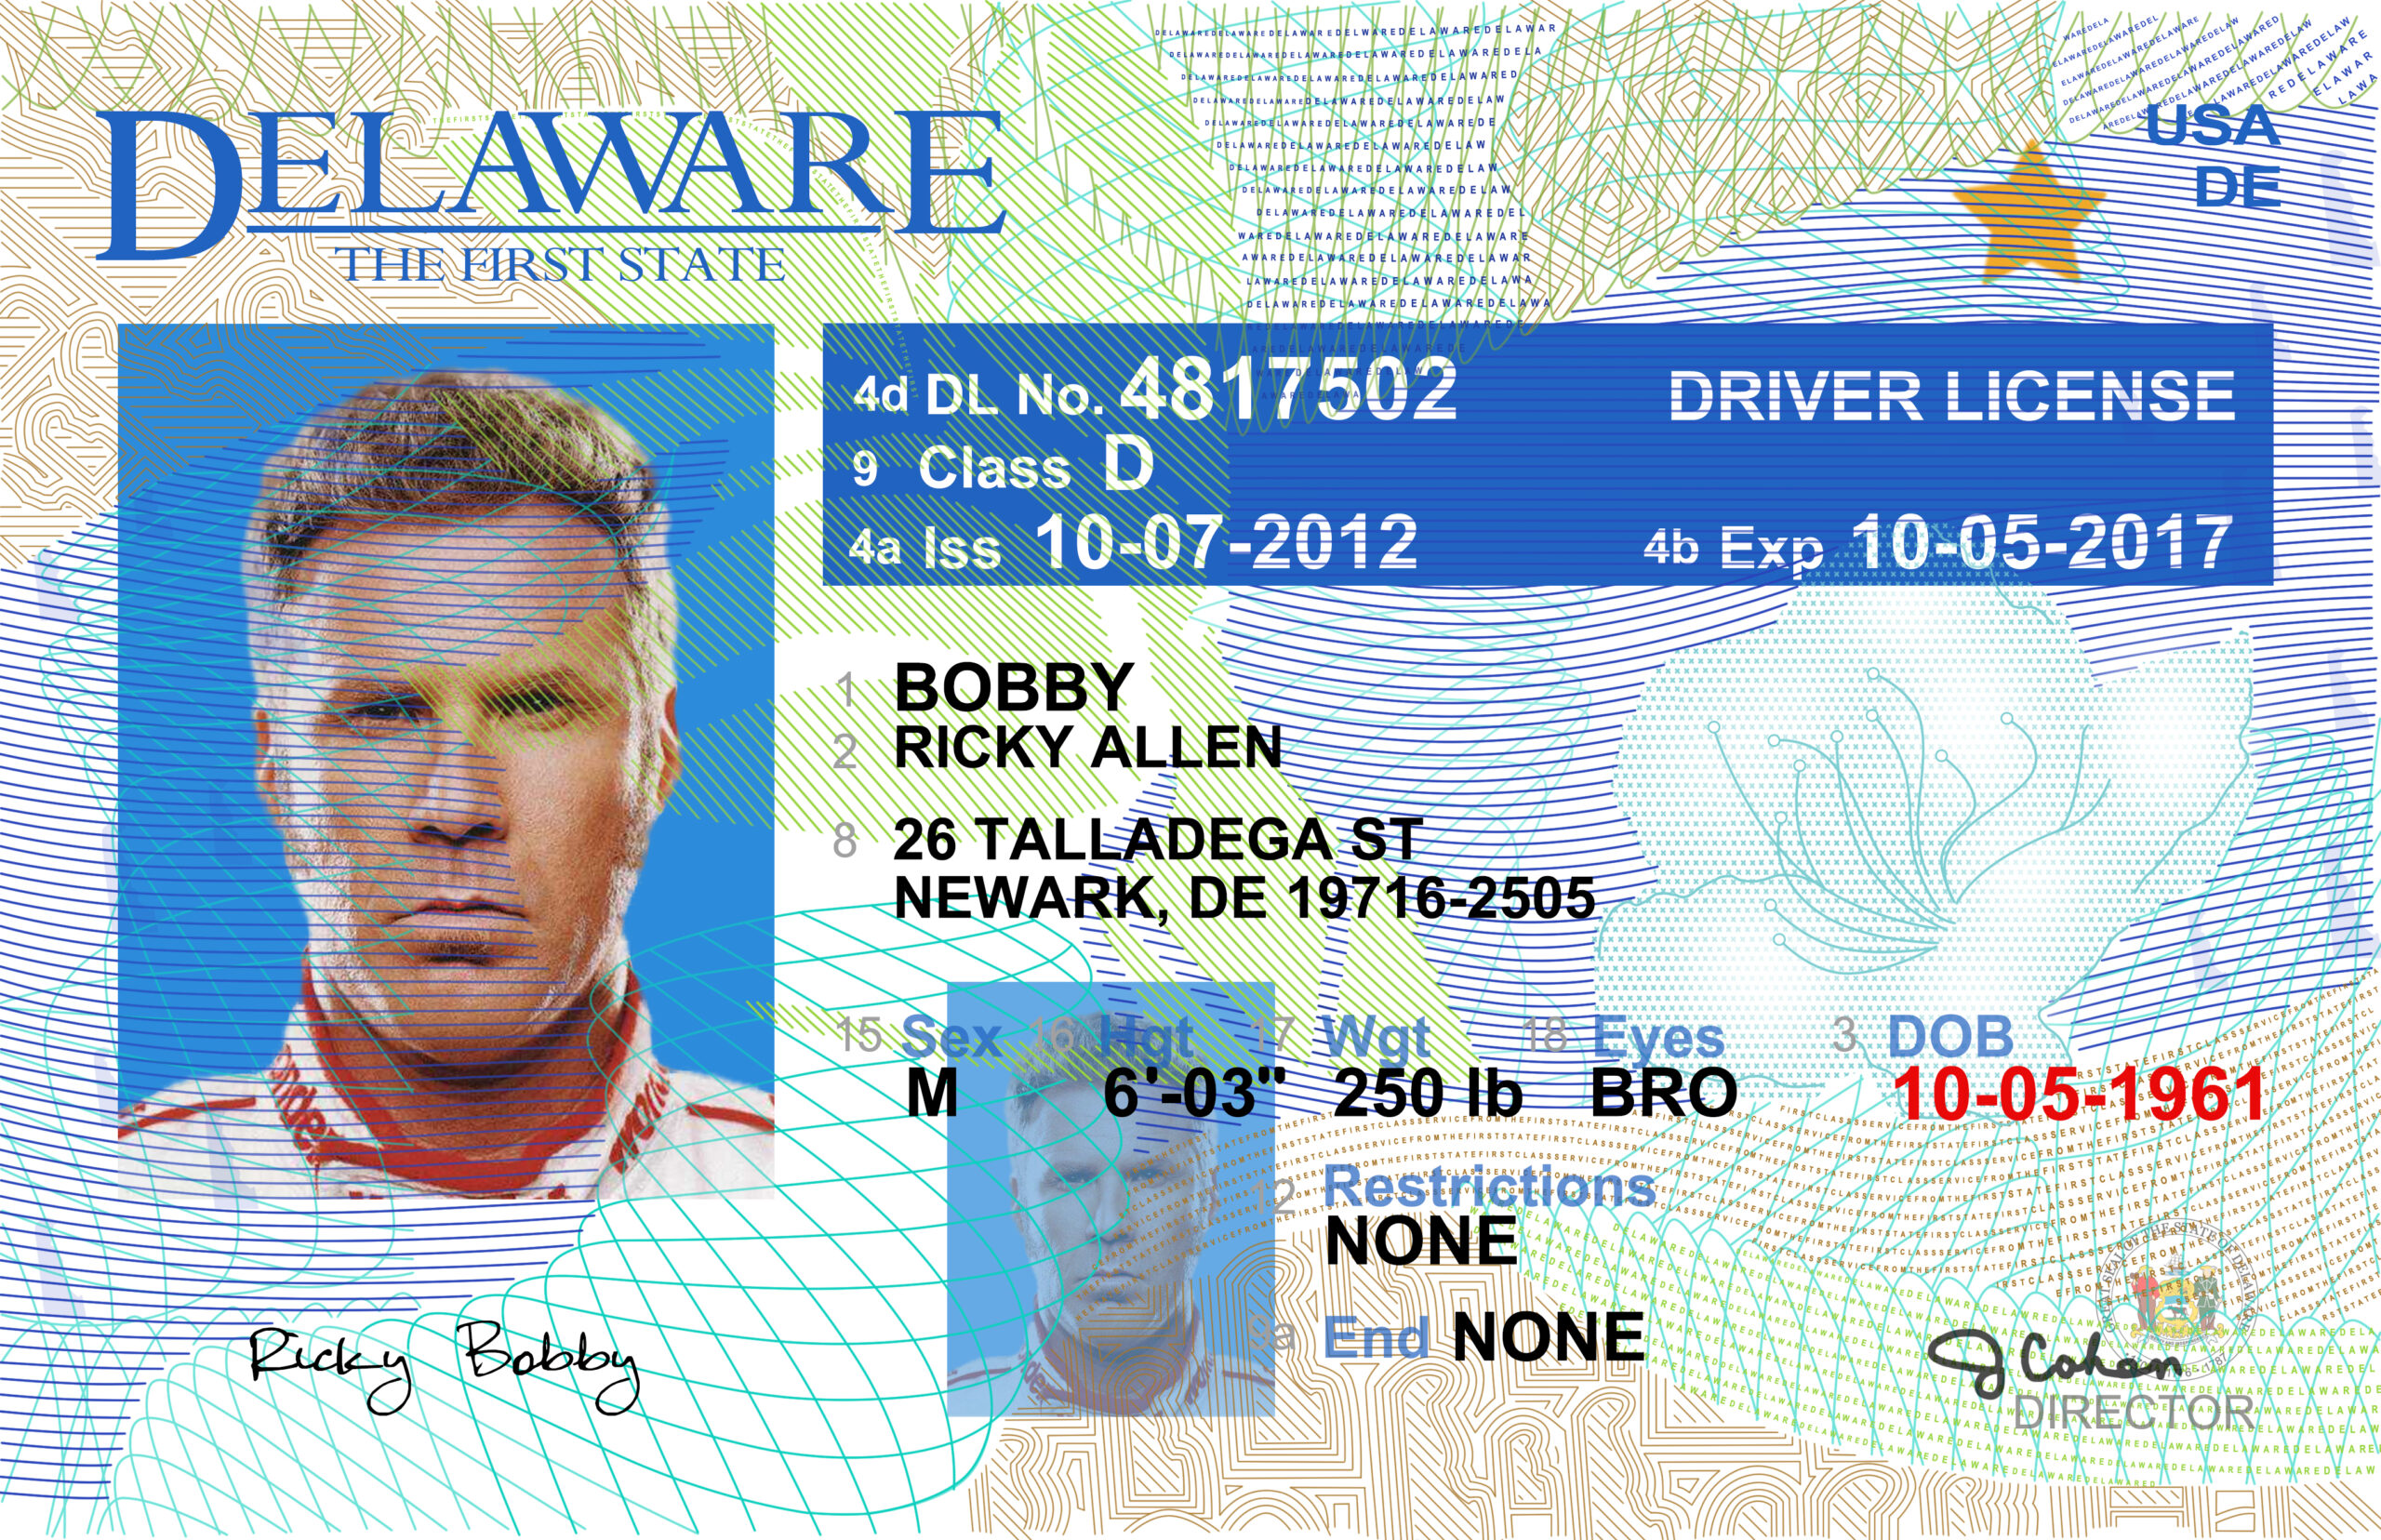 DELAWARE
THE FIRST STATE
USA
DE
4d DL No. 4817502
DRIVER LICENSE
9 Class D
4a Iss 10-07-2012
4b Exp 10-05-2017
1 BOBBY
2 RICKY ALLEN
8 26 TALLADEGA ST
NEWARK, DE 19716-2505
15 Sex 16 Hgt 17 Wgt 18 Eyes 3 DOB
M 6'-03" 250 lb BRO 10-05-1961
12 Restrictions
NONE
9a End NONE
Ricky Bobby
J Cohan
DIRECTOR